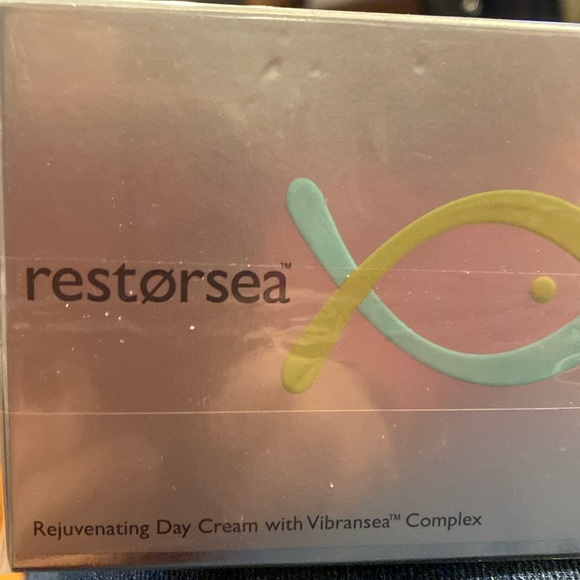 restørsea™
Rejuvenating Day Cream with Vibransea™ Complex